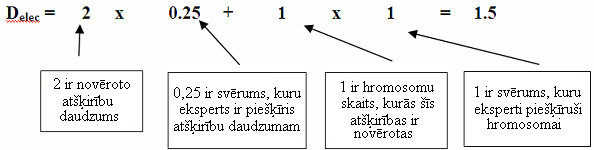 Delec = 2 x 0.25 + 1 x 1 = 1.5
2 ir novēroto
atšķirību
daudzums
0,25 ir svērums, kuru
eksperts ir piešķīris
atšķirību daudzumam
1 ir hromosomu
skaits, kurās šīs
atšķirības ir
novērotas
1 ir svērums, kuru
eksperti piešķīruši
hromosomai